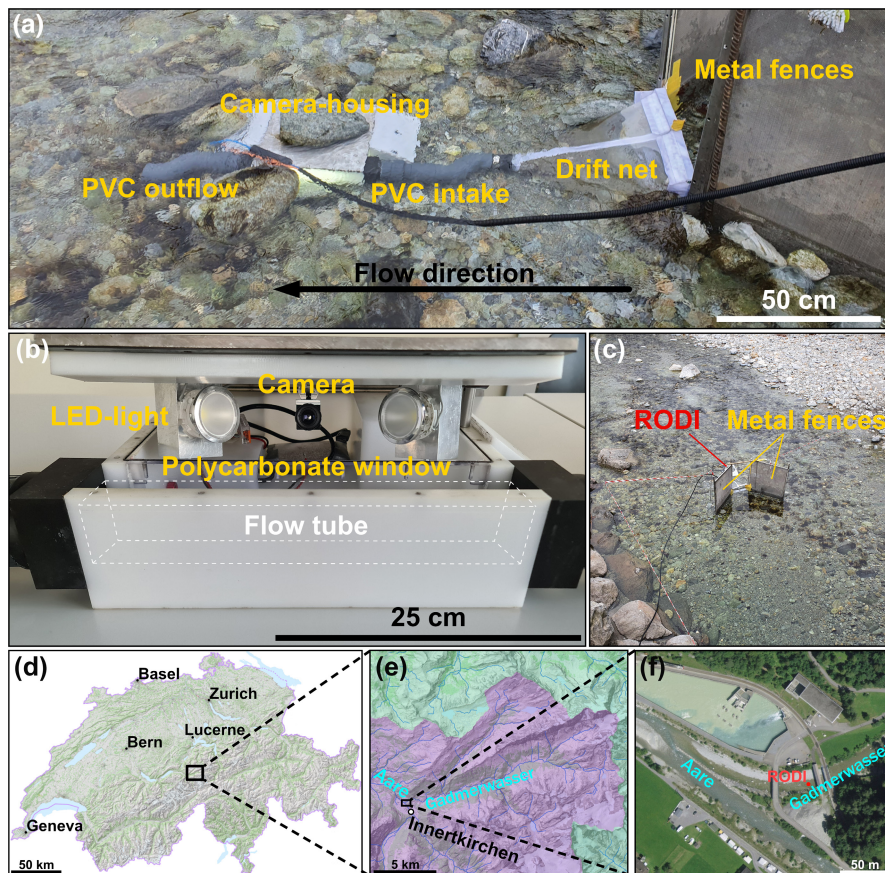 (a)
Metal fences
Camera-housing
Drift net
PVC outflow
PVC intake
Flow direction
50 cm
(b)
Camera
LED-light
Polycarbonate window
Flow tube
25 cm
(c)
RODI
Metal fences
(d)
Basel
Zurich
Lucerne
Bern
Geneva
50 km
(e)
Aare
Gadmerwasser
Innertkirchen
5 km
(f)
Aare
RODI
Gadmerwasser
50 m